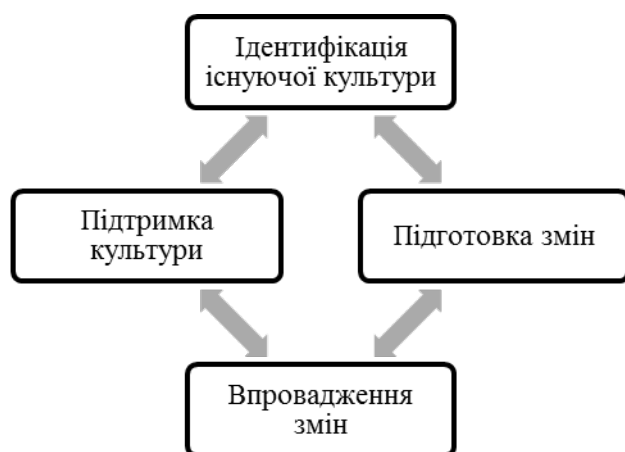 Ідентифікація
існуючої культури
Підтримка
культури
Підготовка змін
Впровадження
змін